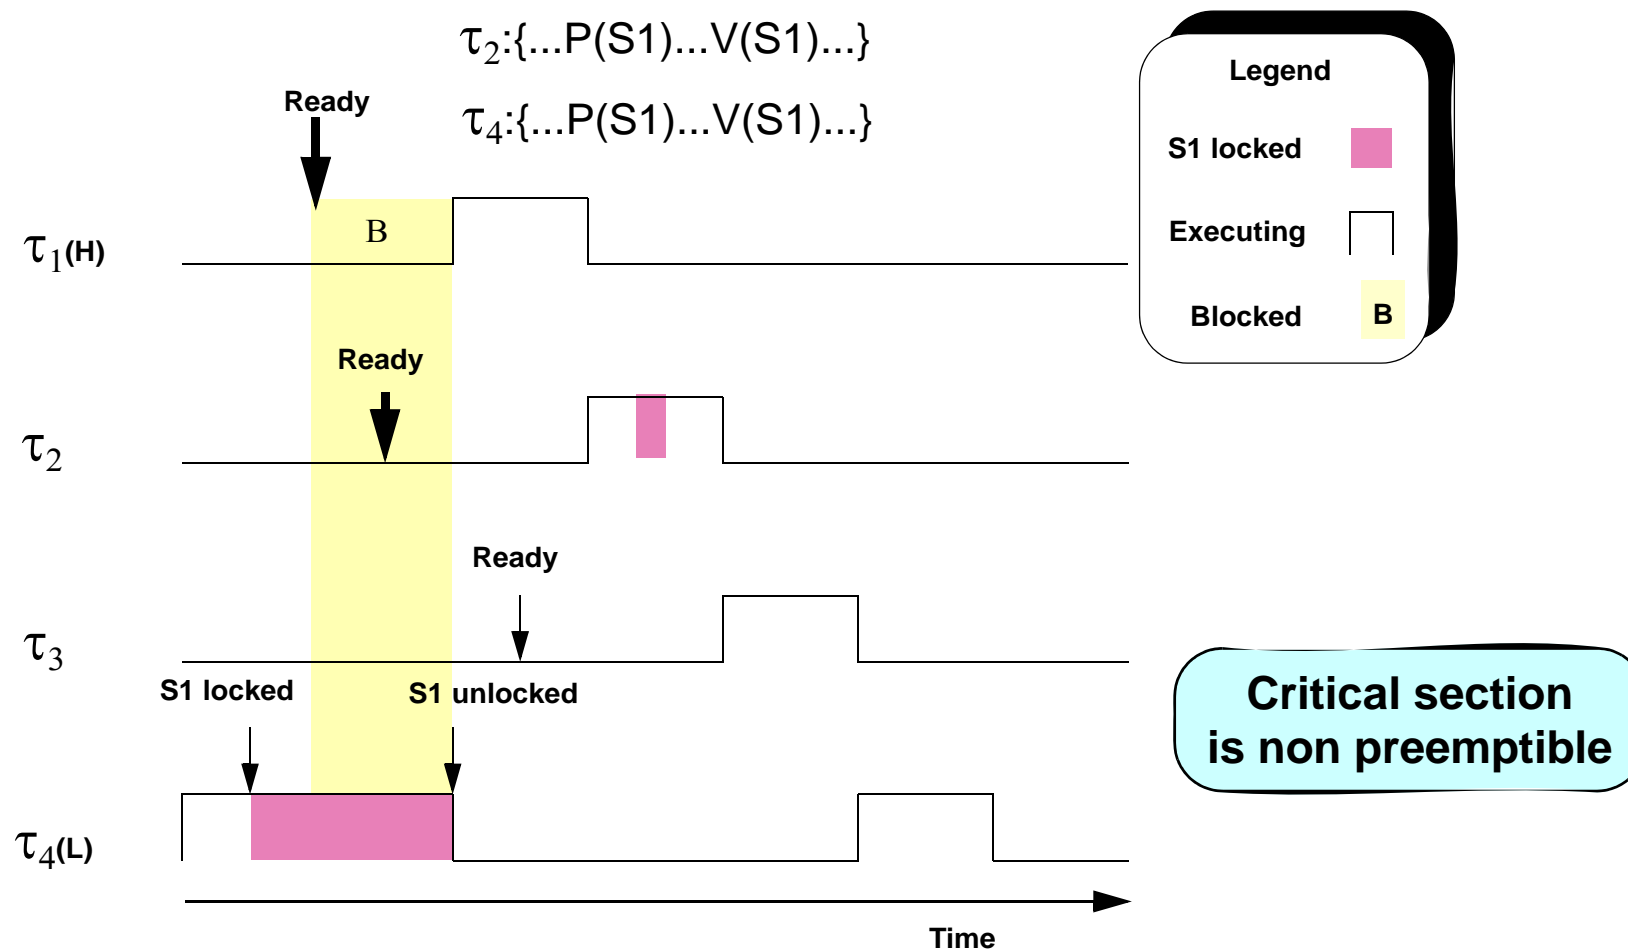 τ2:{...P(S1)...V(S1)...}
τ4:{...P(S1)...V(S1)...}
Legend
S1 locked
Executing
Blocked B
Ready
B
τ1(H)
Ready
τ2
Ready
τ3
S1 locked
S1 unlocked
τ4(L)
Critical section
is non preemptible
Time